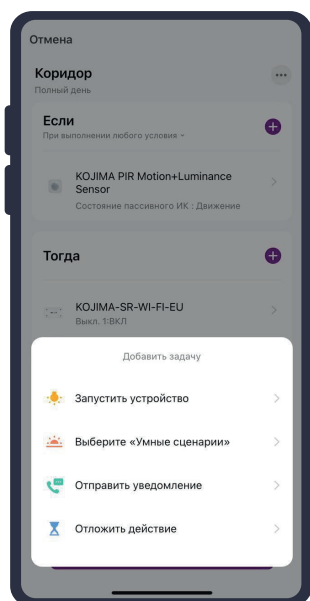 Отмена
Коридор
Полный день
Если
При выполнении любого условия
KOJIMA PIR Motion+Luminance
Sensor
Состояние пассивного ИК : Движение
Тогда
KOJIMA-SR-WI-FI-EU
Выкл. 1:ВКЛ
Добавить задачу
Запустить устройство
Выберите «Умные сценарии»
Отправить уведомление
Отложить действие